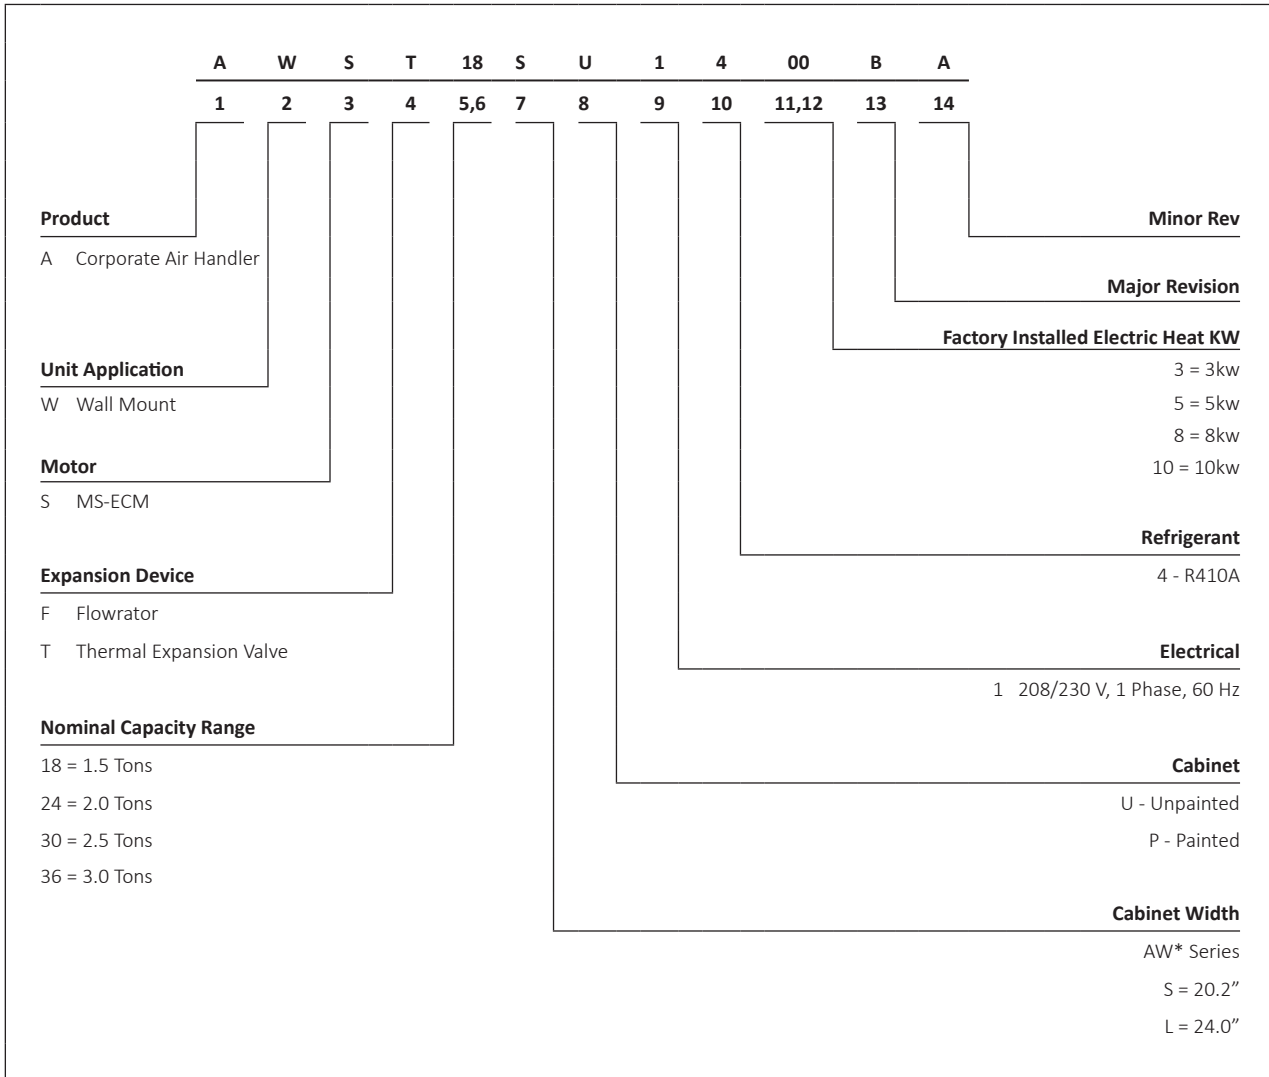 A W S T 18 S U 1 4 00 B A
1 2 3 4 5,6 7 8 9 10 11,12 13 14
Product
A Corporate Air Handler
Unit Application
W Wall Mount
Motor
S MS-ECM
Expansion Device
F Flowrator
T Thermal Expansion Valve
Nominal Capacity Range
18 = 1.5 Tons
24 = 2.0 Tons
30 = 2.5 Tons
36 = 3.0 Tons
Minor Rev
Major Revision
Factory Installed Electric Heat KW
3 = 3kw
5 = 5kw
8 = 8kw
10 = 10kw
Refrigerant
4 - R410A
Electrical
1 208/230 V, 1 Phase, 60 Hz
Cabinet
U - Unpainted
P - Painted
Cabinet Width
AW* Series
S = 20.2”
L = 24.0”